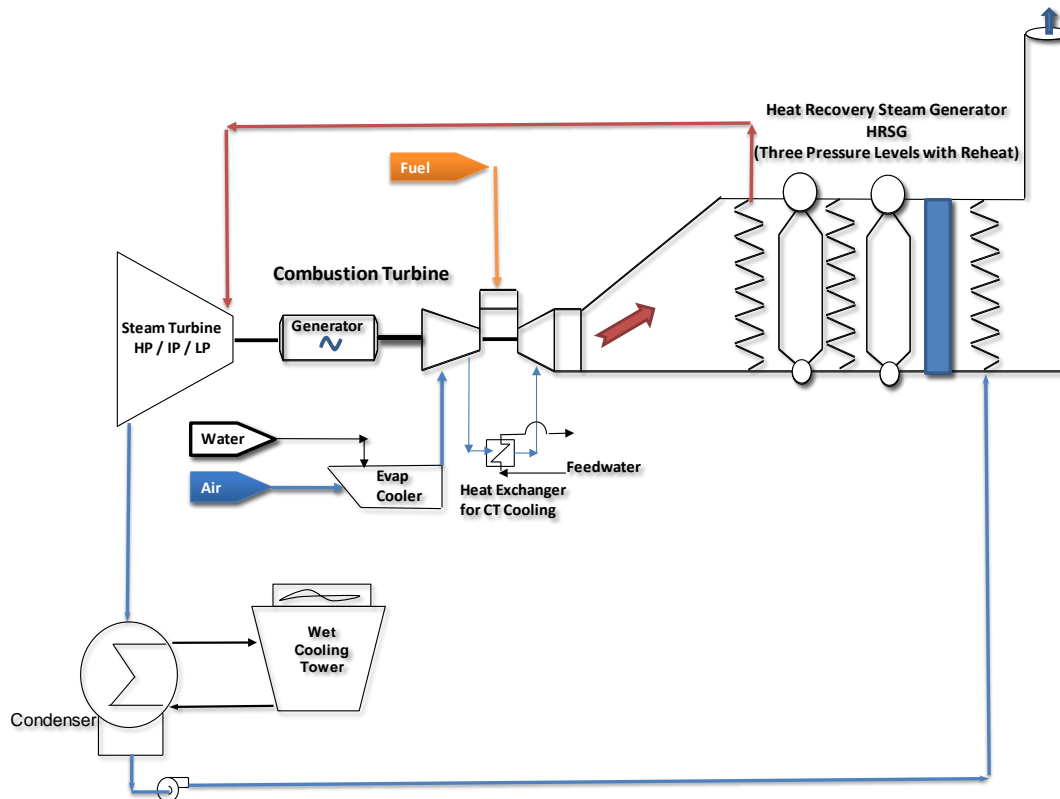 Heat Recovery Steam Generator
HRSG
(Three Pressure Levels with Reheat)
Fuel
Combustion Turbine
Steam Turbine
HP / IP / LP
Generator
Water
Air
Evap
Cooler
Feedwater
Heat Exchanger
for CT Cooling
Wet
Cooling
Tower
Condenser